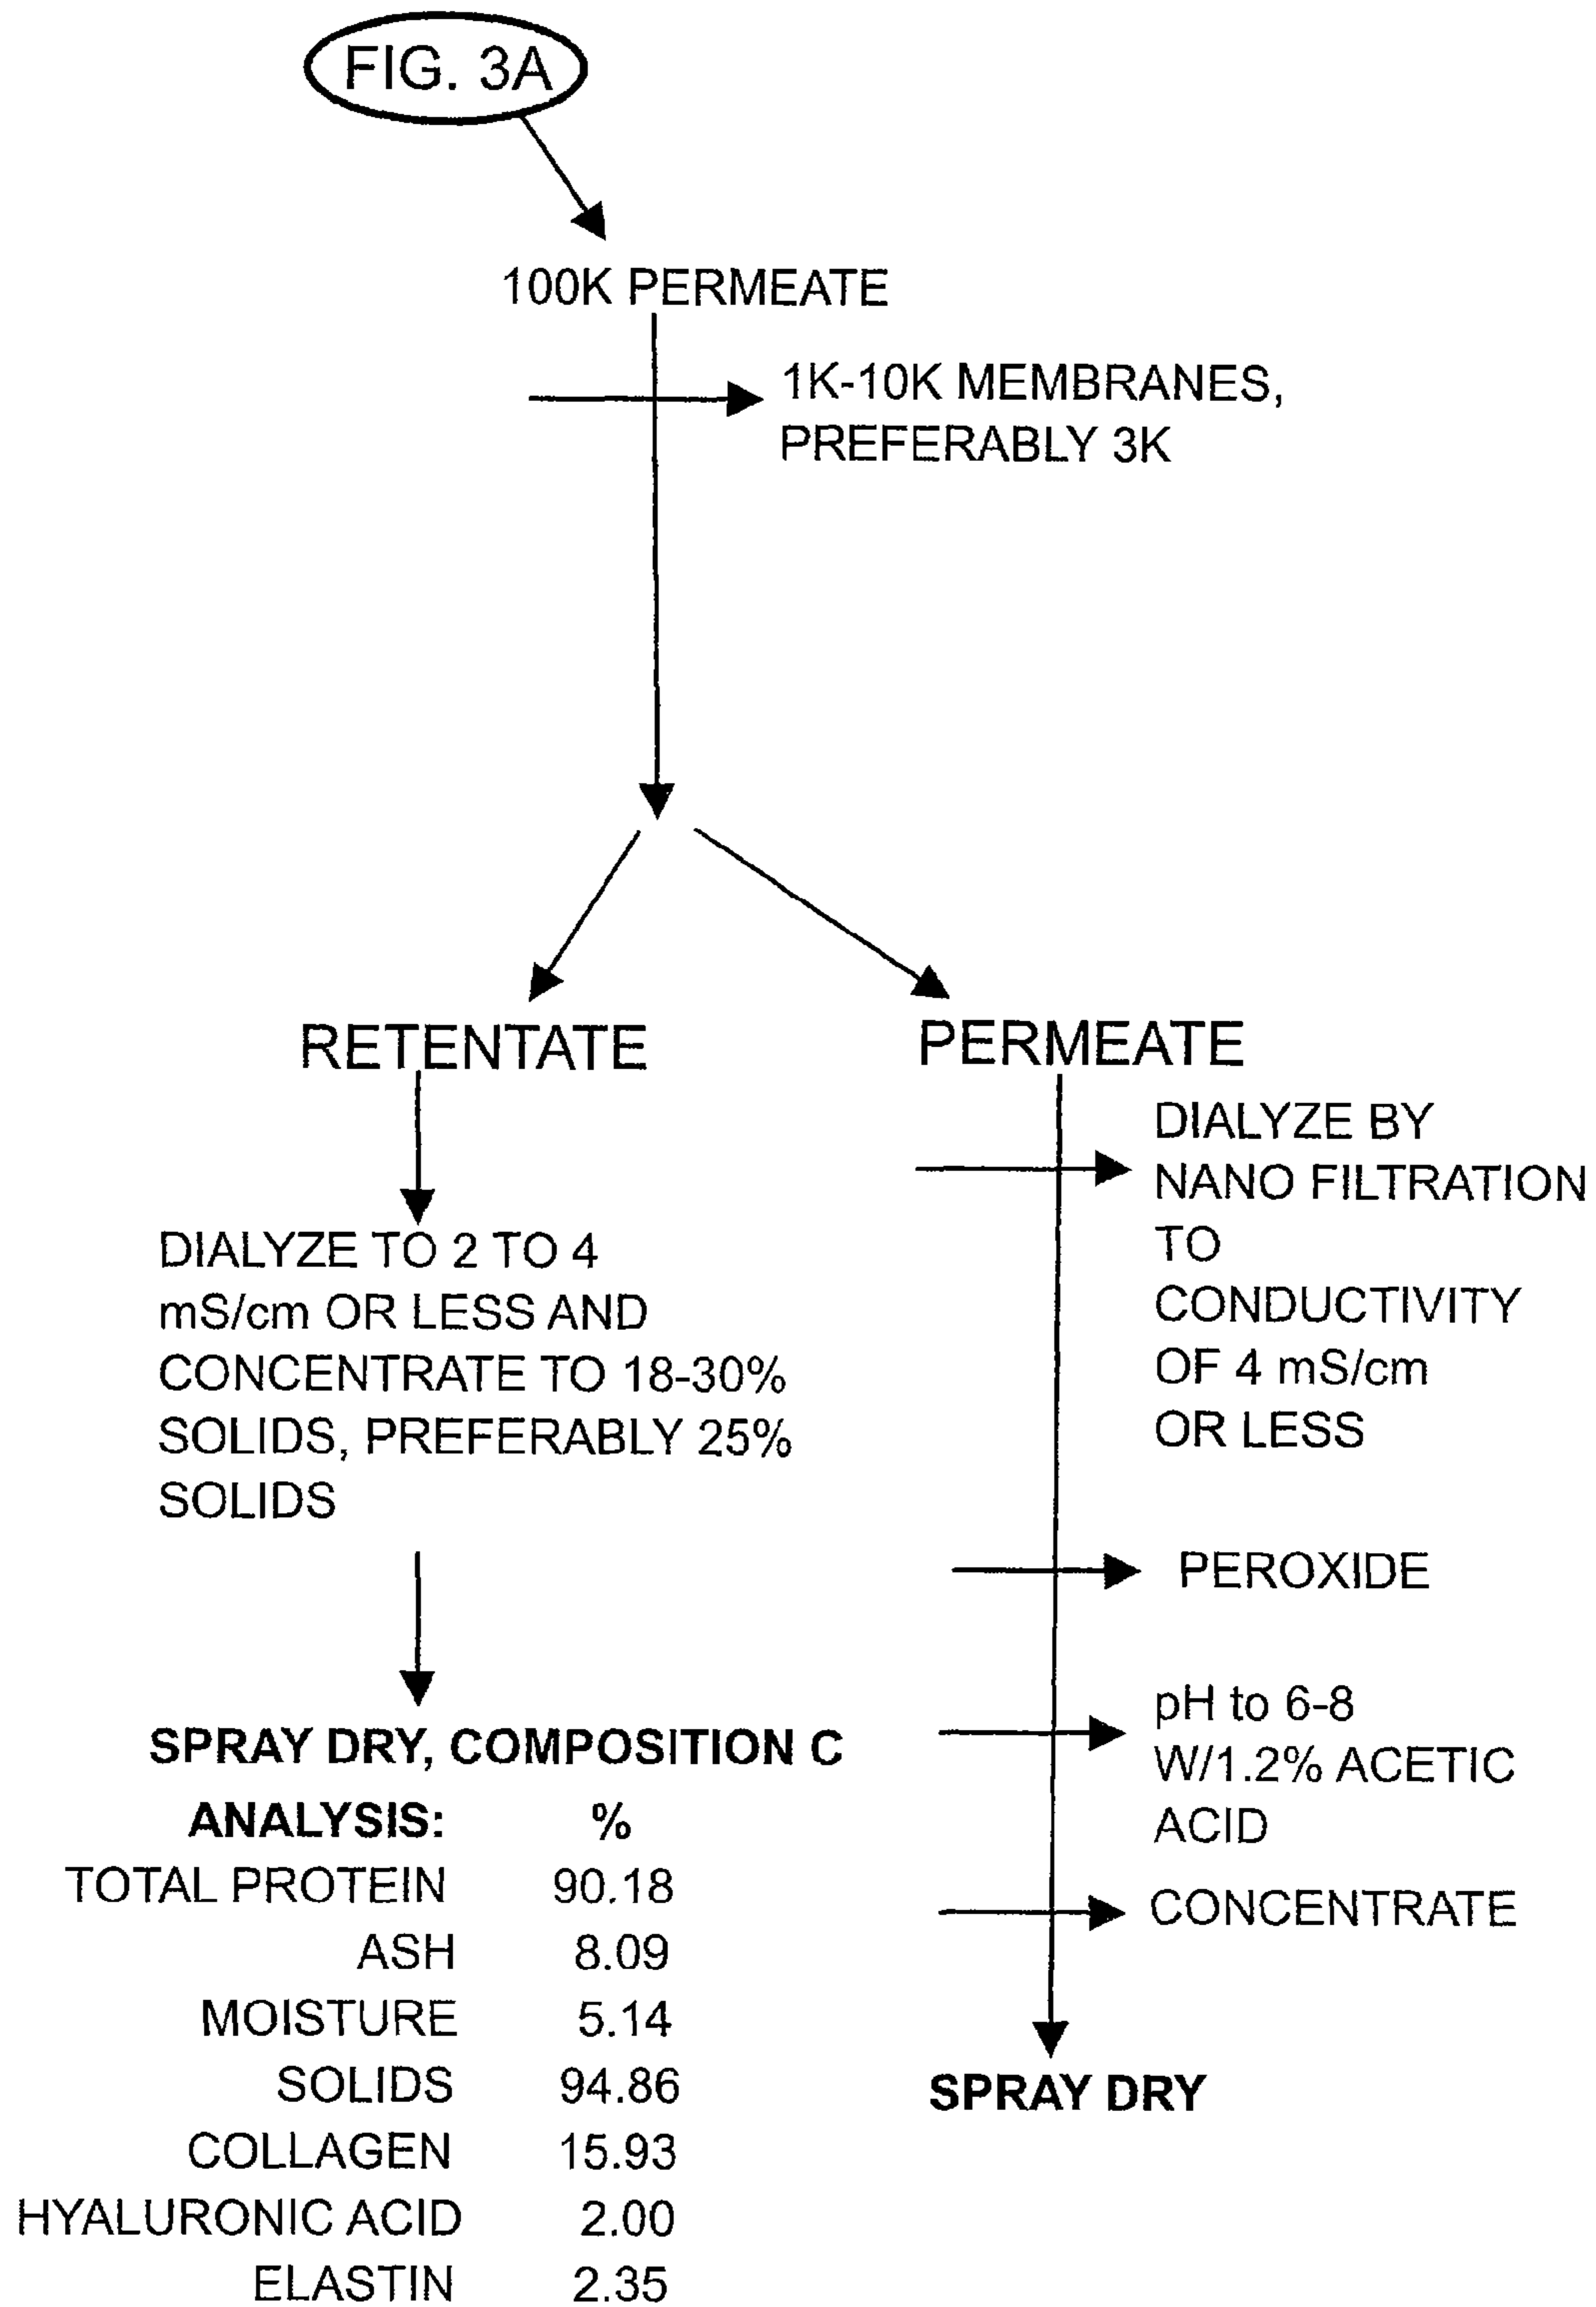 FIG. 3A
100K PERMEATE
1K-10K MEMBRANES,
PREFERABLY 3K
RETENTATE
DIALYZE TO 2 TO 4
mS/cm OR LESS AND
CONCENTRATE TO 18-30%
SOLIDS, PREFERABLY 25%
SOLIDS
SPRAY DRY, COMPOSITION C
ANALYSIS: %
TOTAL PROTEIN 90.18
ASH 8.09
MOISTURE 5.14
SOLIDS 94.86
COLLAGEN 15.93
HYALURONIC ACID 2.00
ELASTIN 2.35
PERMEATE
DIALYZE BY
NANO FILTRATION
TO
CONDUCTIVITY
OF 4 mS/cm
OR LESS
PEROXIDE
pH to 6-8
W/1.2% ACETIC
ACID
CONCENTRATE
SPRAY DRY